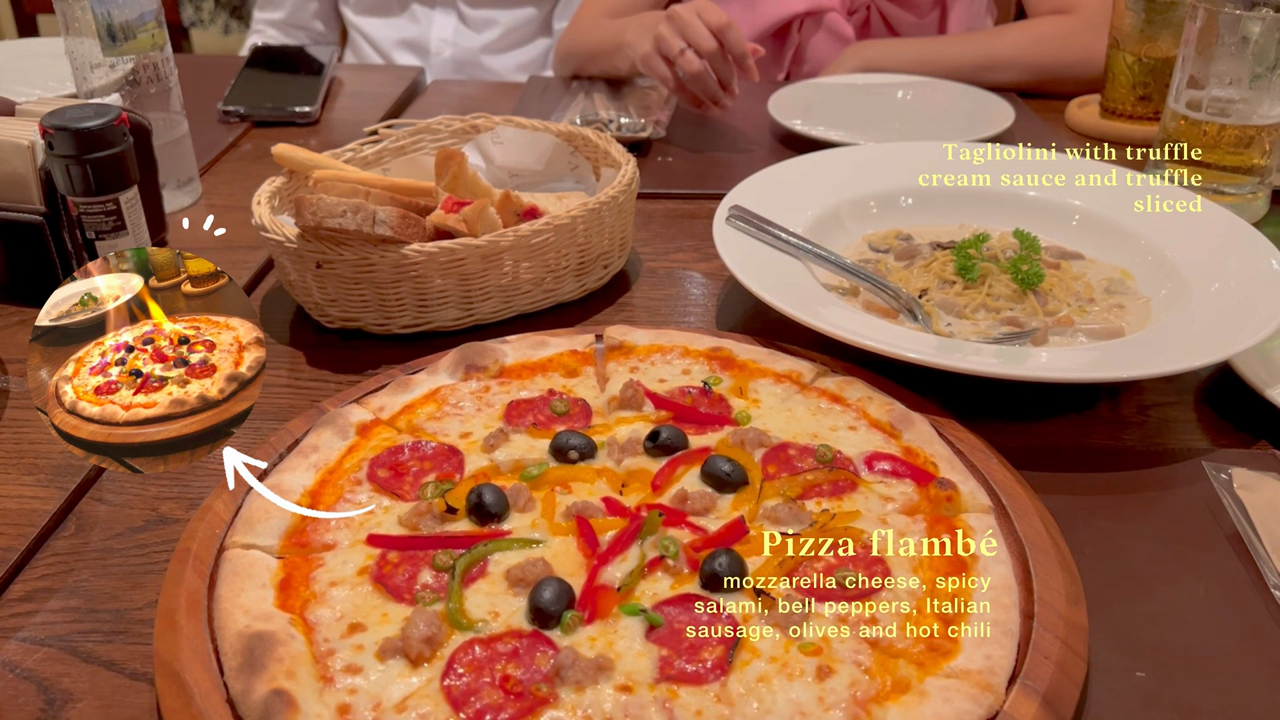 Tagliolini with truffle
cream sauce and truffle
sliced
Pizza flambé
mozzarella cheese, spicy
salami, bell peppers, Italian
sausage, olives and hot chili